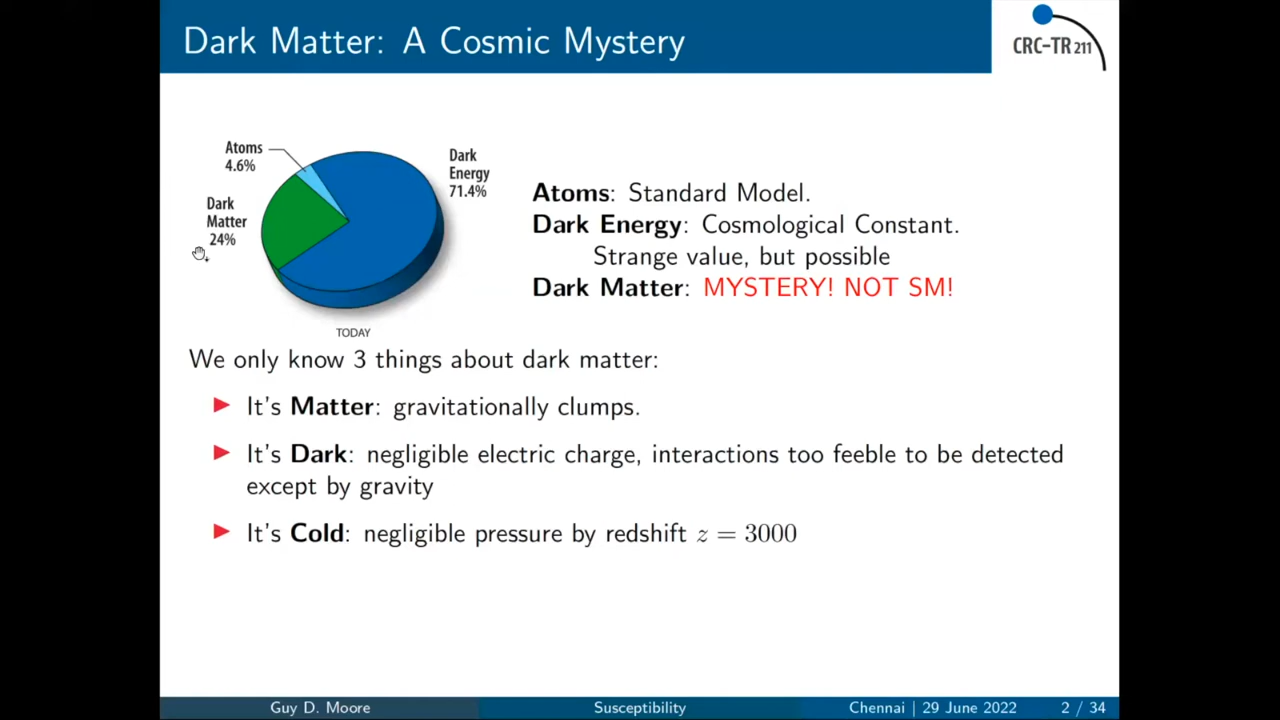 Dark Matter: A Cosmic Mystery
CRC-TR 211
Atoms
4.6%
Dark
Energy
71.4%
Dark
Matter
24%
TODAY
Atoms: Standard Model.
Dark Energy: Cosmological Constant.
Strange value, but possible
Dark Matter: MYSTERY! NOT SM!
We only know 3 things about dark matter:
It's Matter: gravitationally clumps.
It's Dark: negligible electric charge, interactions too feeble to be detected
except by gravity
It's Cold: negligible pressure by redshift z = 3000
Guy D. Moore
Susceptibility
Chennai | 29 June 2022
2 / 34